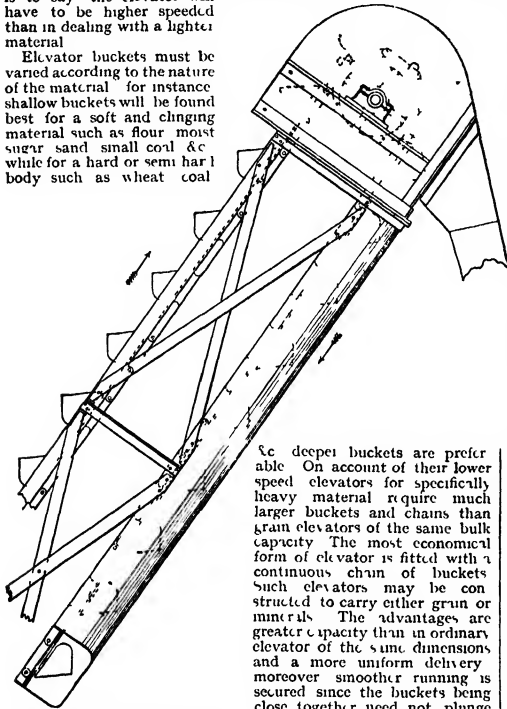 is to say the elevator will
have to be higher speeded
than in dealing with a lighter
material
Elevator buckets must be
varied according to the nature
of the material for instance
shallow buckets will be found
best for a soft and clinging
material such as flour moist
sugar sand small coal &c
while for a hard or semi hard
body such as wheat coal
&c deeper buckets are prefer
able On account of their lower
speed elevators for specifically
heavy material require much
larger buckets and chains than
grain elevators of the same bulk
capacity The most economical
form of elevator is fitted with a
continuous chain of buckets
Such elevators may be con
structed to carry either grain or
minerals The advantages are
greater capacity than in ordinary
elevator of the same dimensions
and a more uniform delivery
moreover smoother running is
secured since the buckets being
close together need not plunge